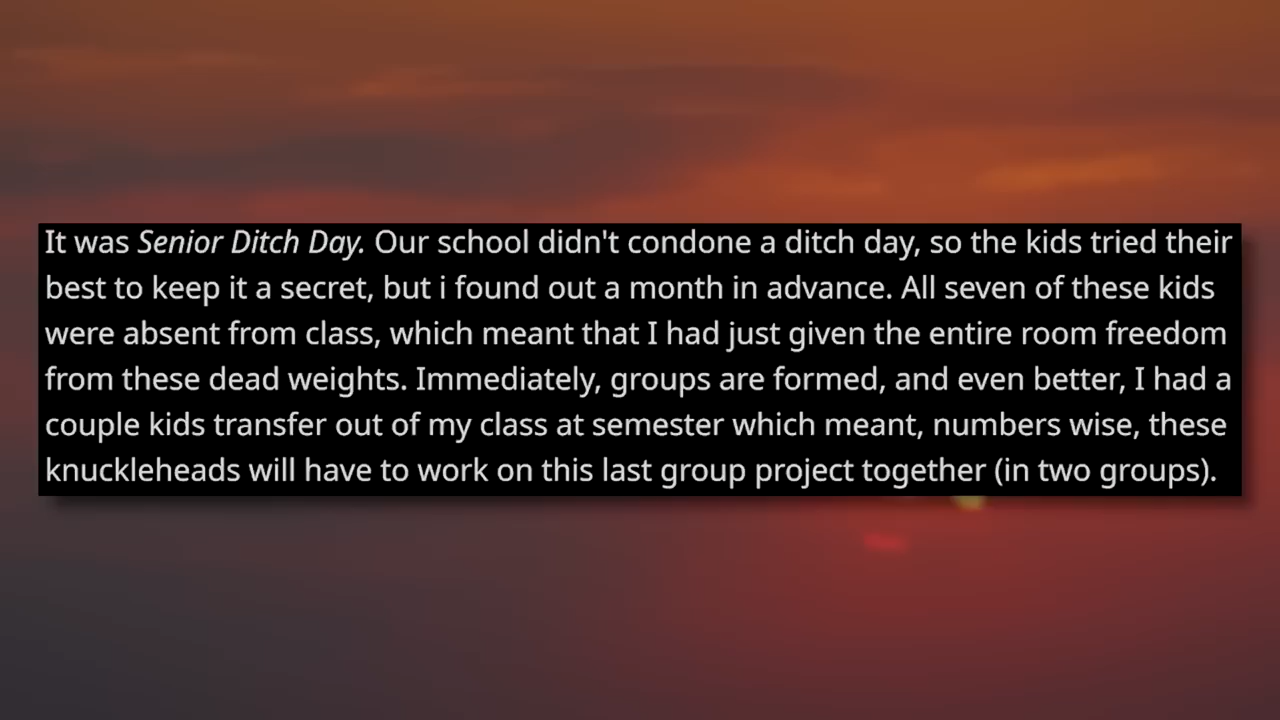 It was Senior Ditch Day. Our school didn't condone a ditch day, so the kids tried their
best to keep it a secret, but i found out a month in advance. All seven of these kids
were absent from class, which meant that I had just given the entire room freedom
from these dead weights. Immediately, groups are formed, and even better, I had a
couple kids transfer out of my class at semester which meant, numbers wise, these
knuckleheads will have to work on this last group project together (in two groups).